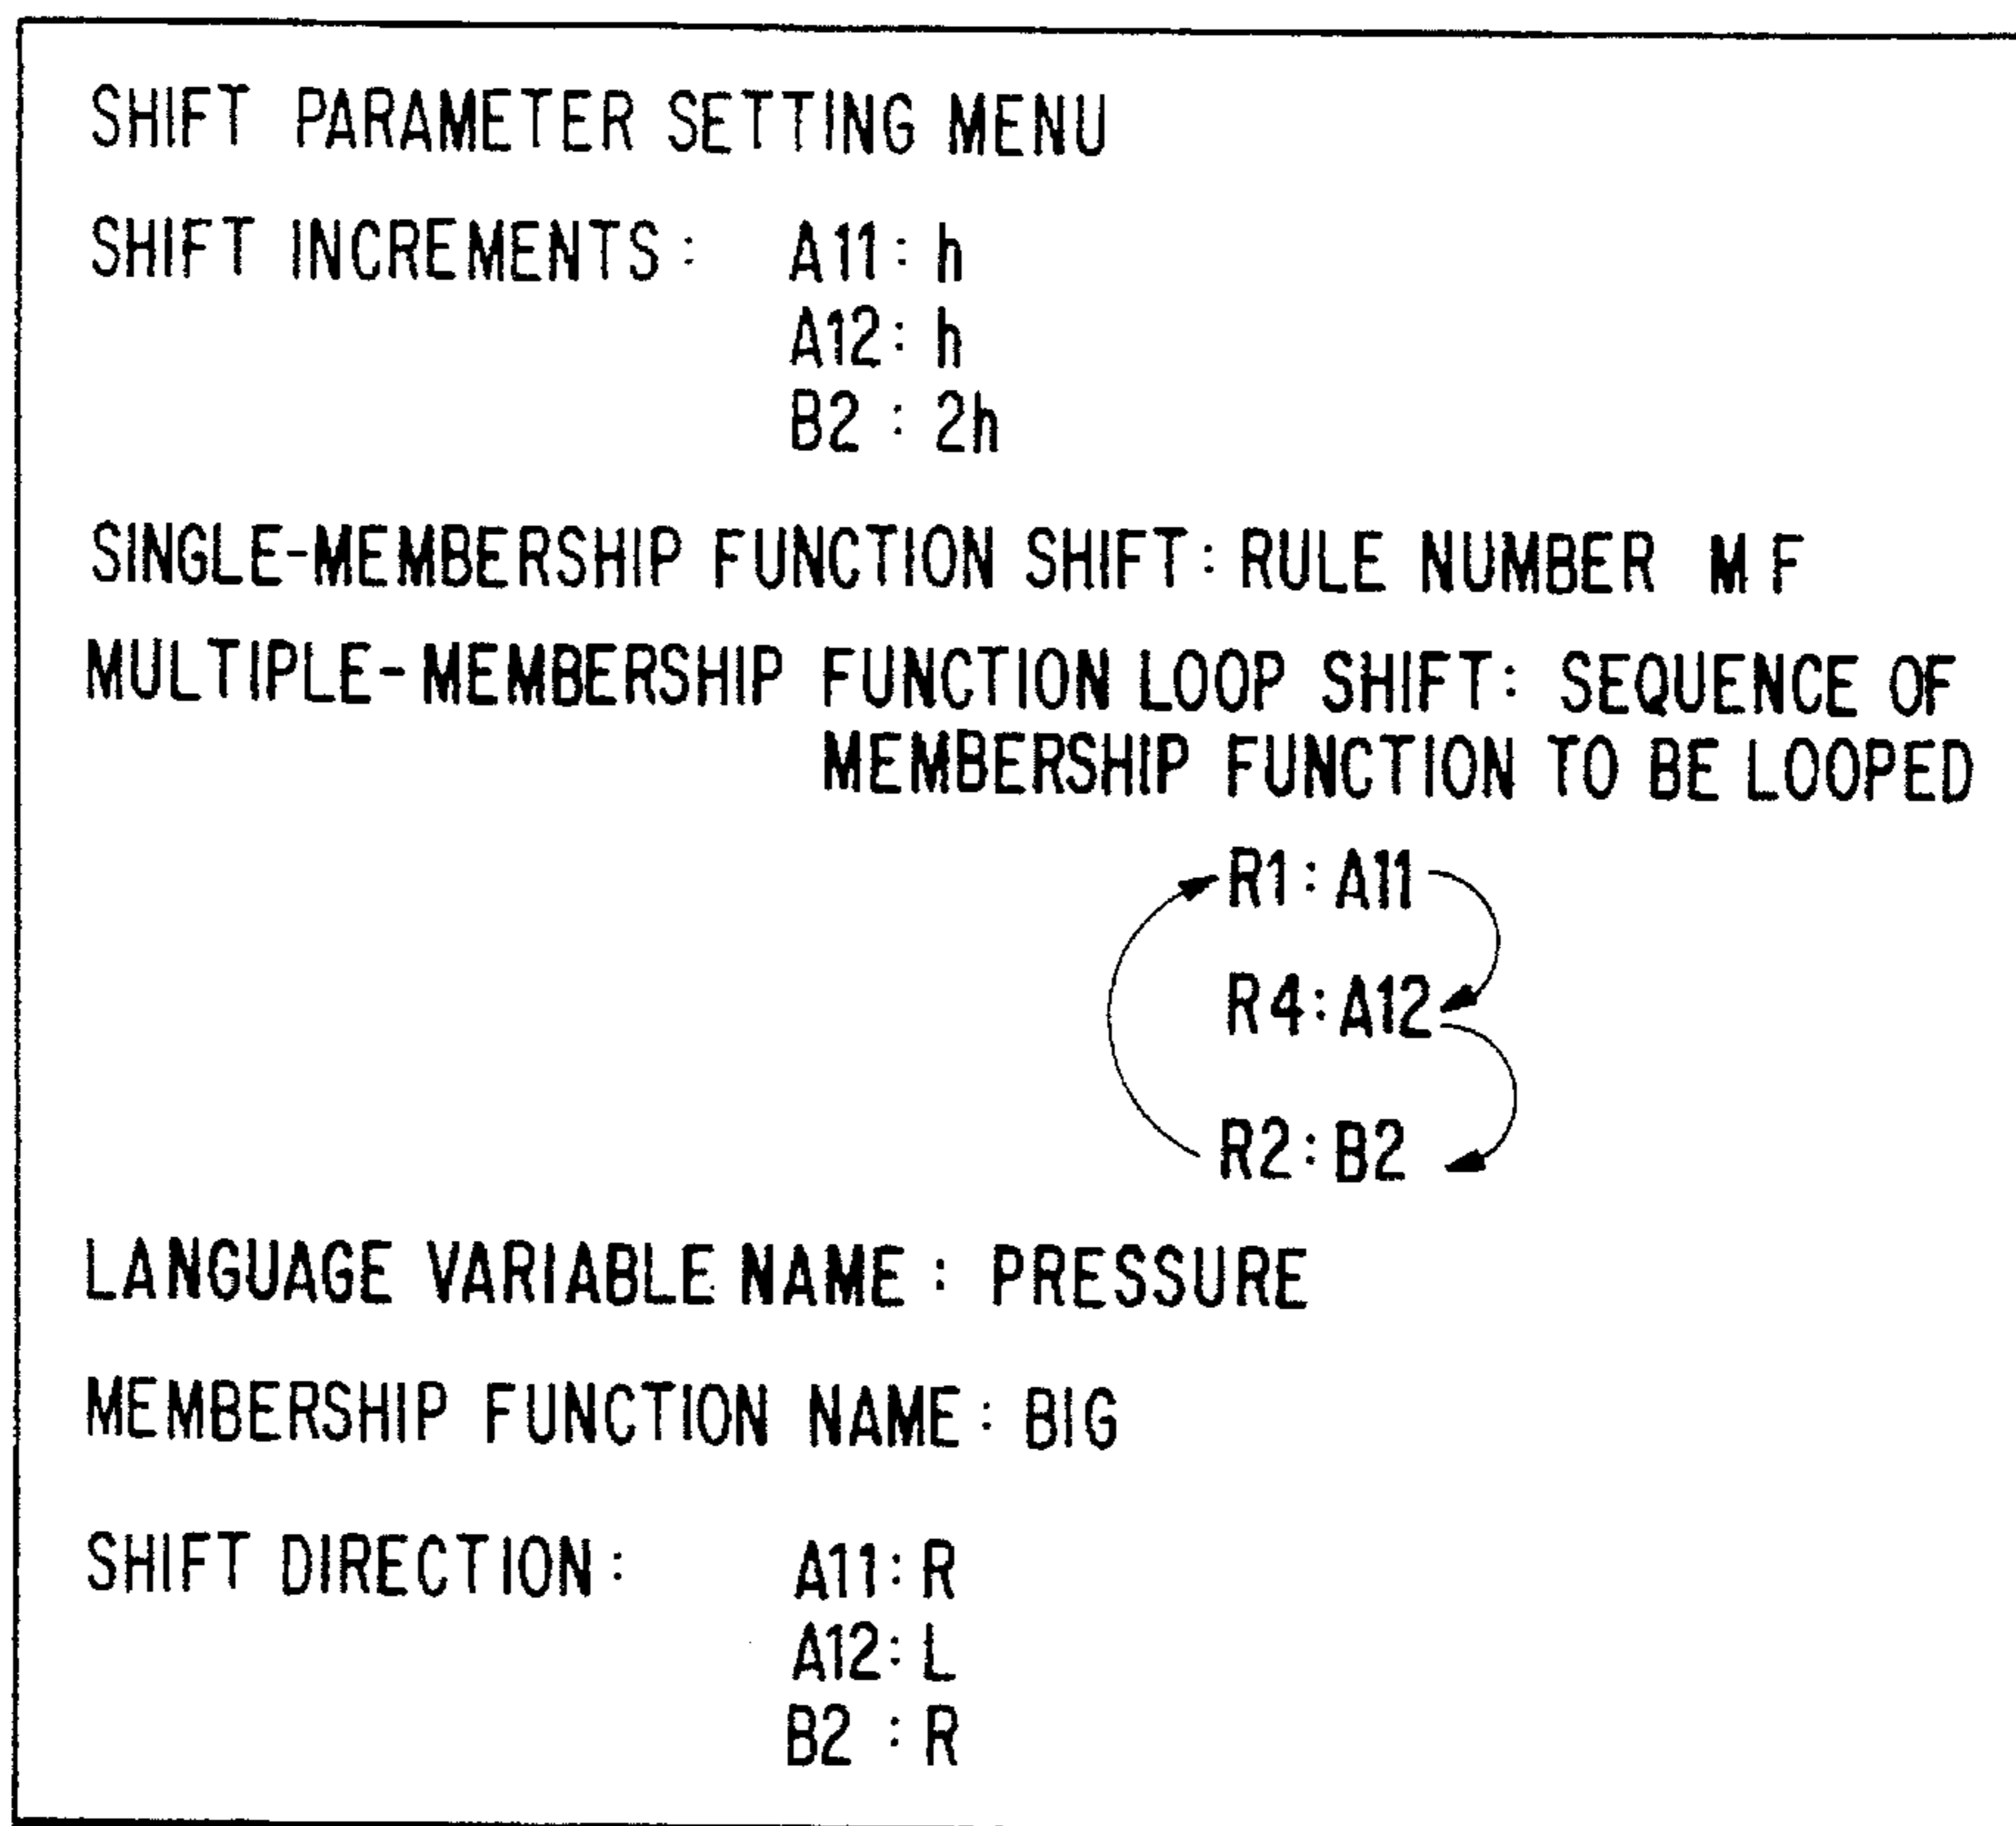 SHIFT PARAMETER SETTING MENU
SHIFT INCREMENTS: A11: h
A12: h
B2 : 2h
SINGLE-MEMBERSHIP FUNCTION SHIFT: RULE NUMBER M F
MULTIPLE-MEMBERSHIP FUNCTION LOOP SHIFT: SEQUENCE OF
MEMBERSHIP FUNCTION TO BE LOOPED
R1: A11
R4: A12
R2: B2
LANGUAGE VARIABLE NAME : PRESSURE
MEMBERSHIP FUNCTION NAME: BIG
SHIFT DIRECTION: A11: R
A12: L
B2 : R